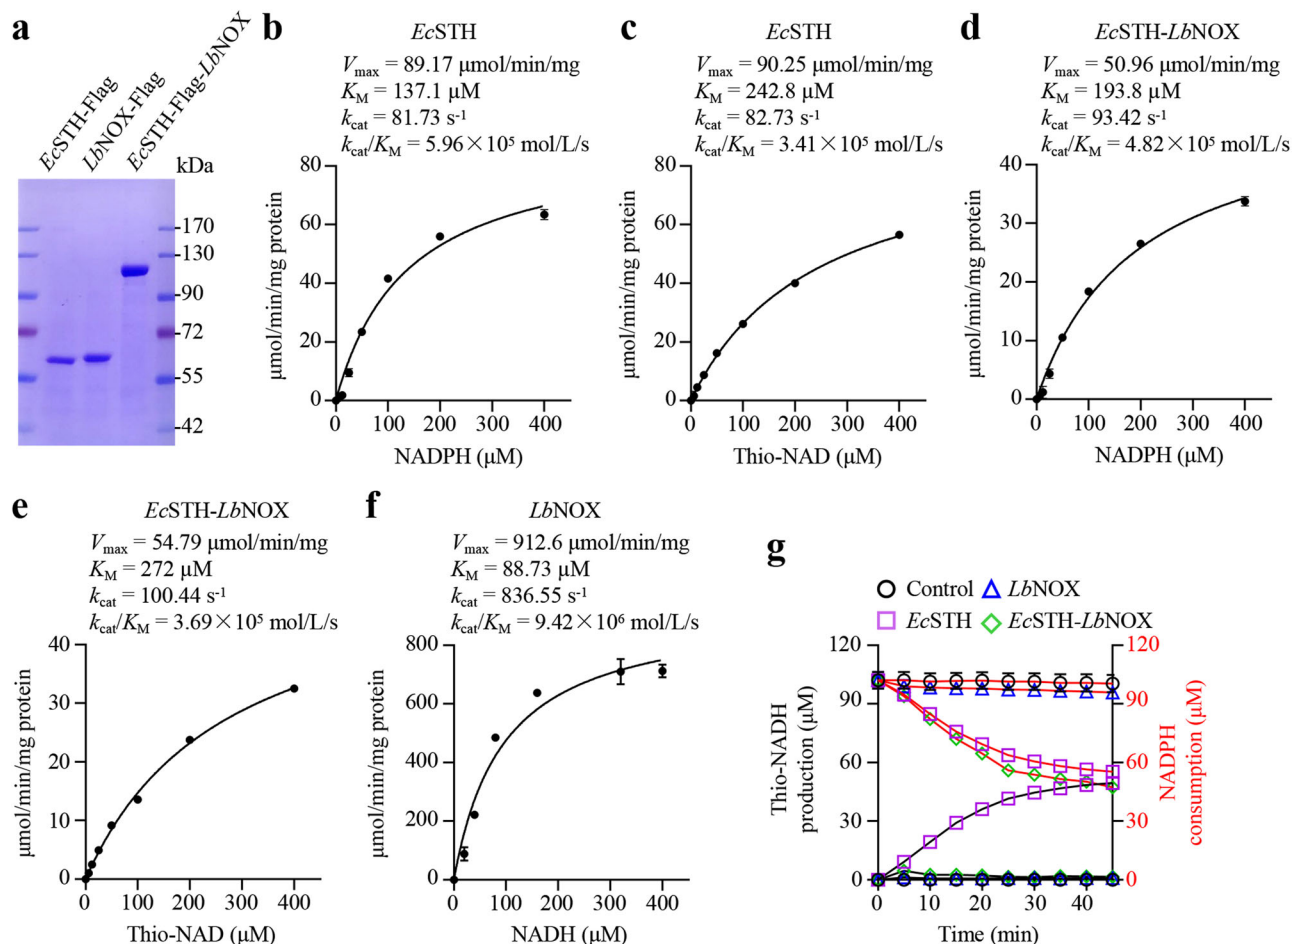 a
EcSTH-Flag
LbNOX-Flag
EcSTH-Flag-LbNOX
kDa
170
130
90
72
55
42
b
EcSTH
Vmax = 89.17 μmol/min/mg
KM = 137.1 μM
kcat = 81.73 s-1
kcat/KM = 5.96×10⁵ mol/L/s
80
60
40
20
0
μmol/min/mg protein
0 100 200 300 400
NADPH (μM)
c
EcSTH
Vmax = 90.25 μmol/min/mg
KM = 242.8 μM
kcat = 82.73 s-1
kcat/KM = 3.41×10⁵ mol/L/s
80
60
40
20
0
μmol/min/mg protein
0 100 200 300 400
Thio-NAD (μM)
d
EcSTH-LbNOX
Vmax = 50.96 μmol/min/mg
KM = 193.8 μM
kcat = 93.42 s-1
kcat/KM = 4.82×10⁵ mol/L/s
40
30
20
10
0
μmol/min/mg protein
0 100 200 300 400
NADPH (μM)
e
EcSTH-LbNOX
Vmax = 54.79 μmol/min/mg
KM = 272 μM
kcat = 100.44 s-1
kcat/KM = 3.69×10⁵ mol/L/s
40
30
20
10
0
μmol/min/mg protein
0 100 200 300 400
Thio-NAD (μM)
f
LbNOX
Vmax = 912.6 μmol/min/mg
KM = 88.73 μM
kcat = 836.55 s-1
kcat/KM = 9.42×10⁶ mol/L/s
800
600
400
200
0
μmol/min/mg protein
0 100 200 300 400
NADH (μM)
g
Control LbNOX
EcSTH EcSTH-LbNOX
120
90
60
30
0
Thio-NADH
production (μM)
120
90
60
30
0
NADPH
consumption (μM)
0 10 20 30 40
Time (min)